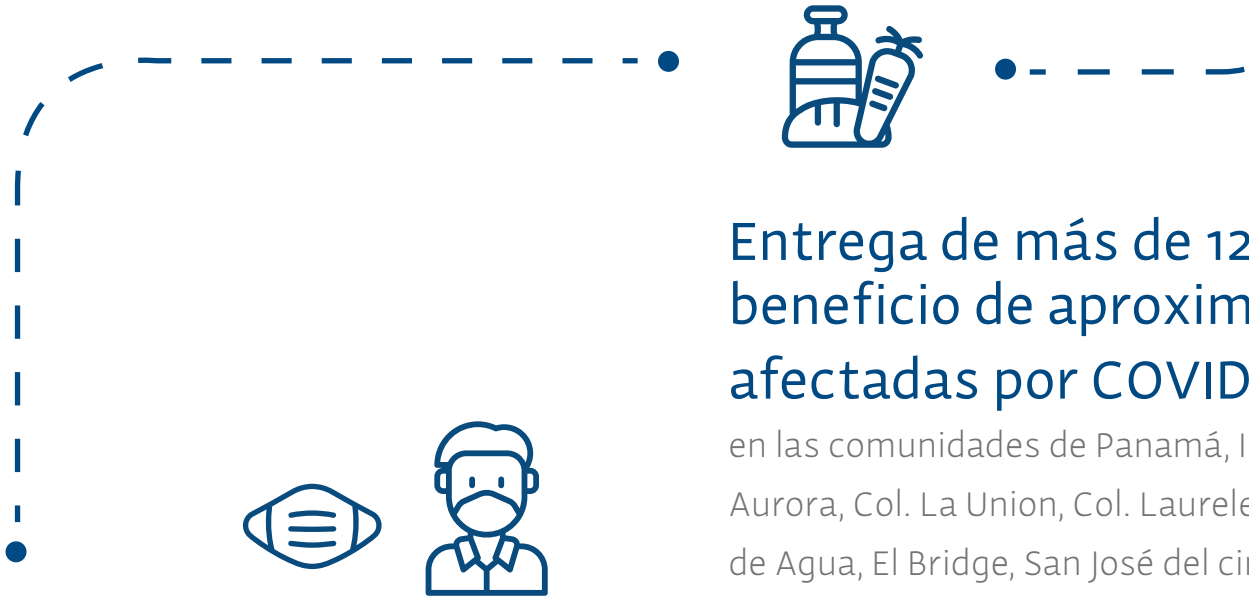 Entrega de más de 12
beneficio de aproxim
afectadas por COVID
en las comunidades de Panamá, I
Aurora, Col. La Union, Col. Laurele
de Agua, El Bridge, San José del cir